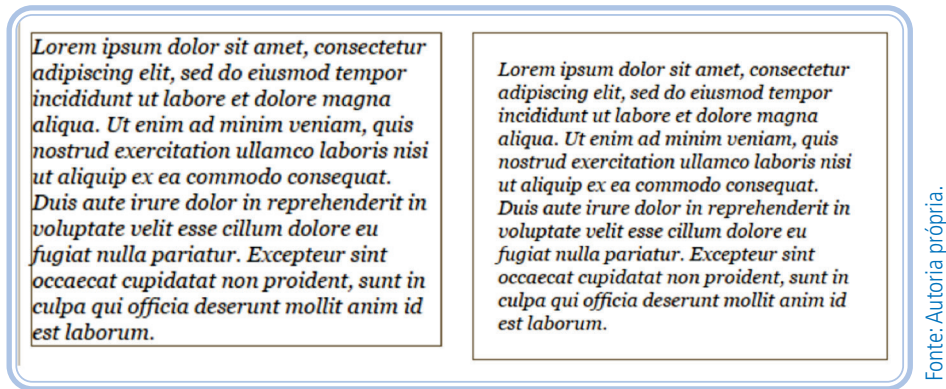 Lorem ipsum dolor sit amet, consectetur
adipiscing elit, sed do eiusmod tempor
incididunt ut labore et dolore magna
aliqua. Ut enim ad minim veniam, quis
nostrud exercitation ullamco laboris nisi
ut aliquip ex ea commodo consequat.
Duis aute irure dolor in reprehenderit in
voluptate velit esse cillum dolore eu
fugiat nulla pariatur. Excepteur sint
occaecat cupidatat non proident, sunt in
culpa qui officia deserunt mollit anim id
est laborum.
Lorem ipsum dolor sit amet, consectetur
adipiscing elit, sed do eiusmod tempor
incididunt ut labore et dolore magna
aliqua. Ut enim ad minim veniam, quis
nostrud exercitation ullamco laboris nisi
ut aliquip ex ea commodo consequat.
Duis aute irure dolor in reprehenderit in
voluptate velit esse cillum dolore eu
fugiat nulla pariatur. Excepteur sint
occaecat cupidatat non proident, sunt in
culpa qui officia deserunt mollit anim id
est laborum.
Fonte: Autoria própria.